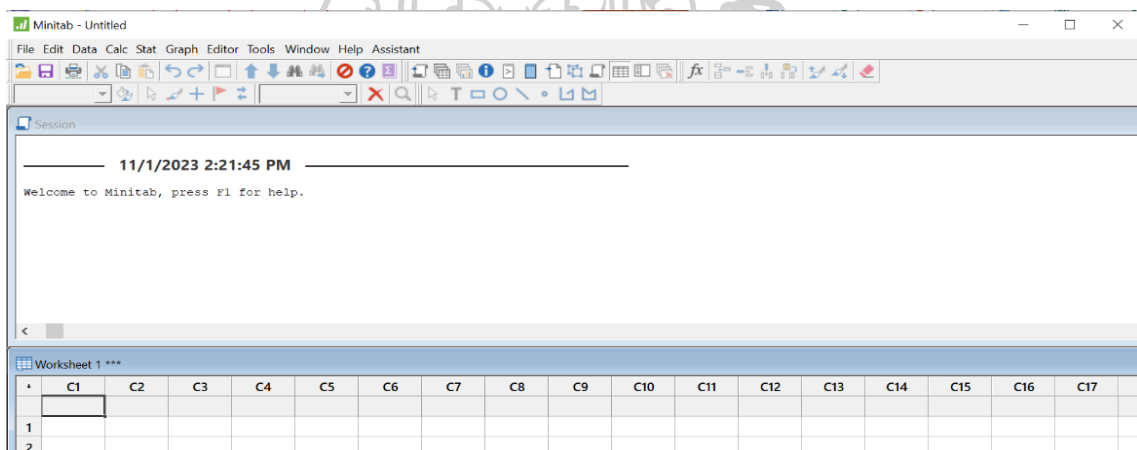 Minitab - Untitled
File Edit Data Calc Stat Graph Editor Tools Window Help Assistant
Session
11/1/2023 2:21:45 PM
Welcome to Minitab, press F1 for help.
Worksheet 1 ***
C1 C2 C3 C4 C5 C6 C7 C8 C9 C10 C11 C12 C13 C14 C15 C16 C17
1
2